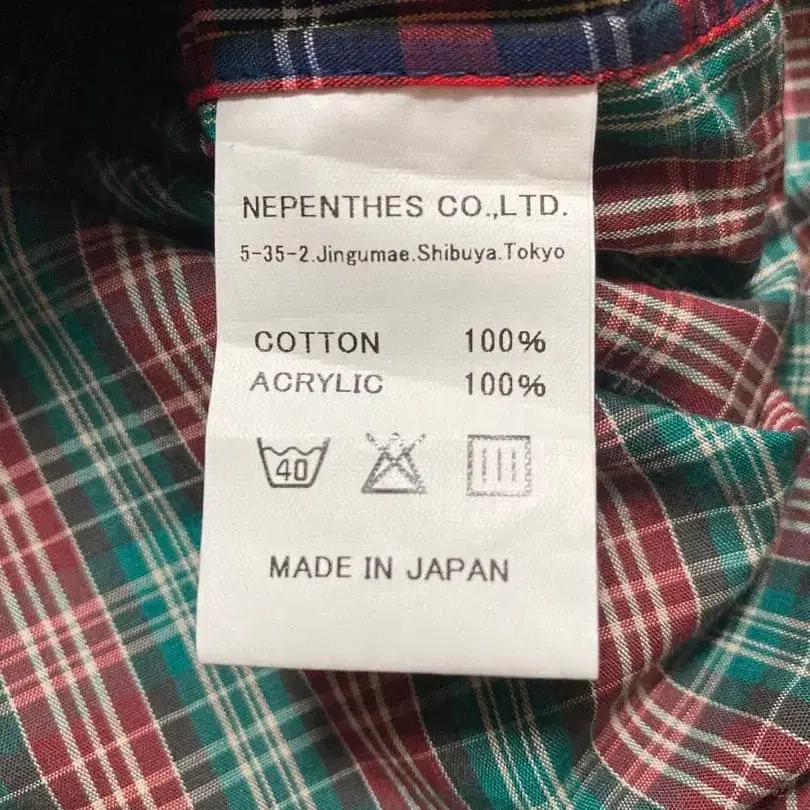 NEPENTHES CO.,LTD.
5-35-2.Jingumae.Shibuya.Tokyo
COTTON 100%
ACRYLIC 100%
40
MADE IN JAPAN